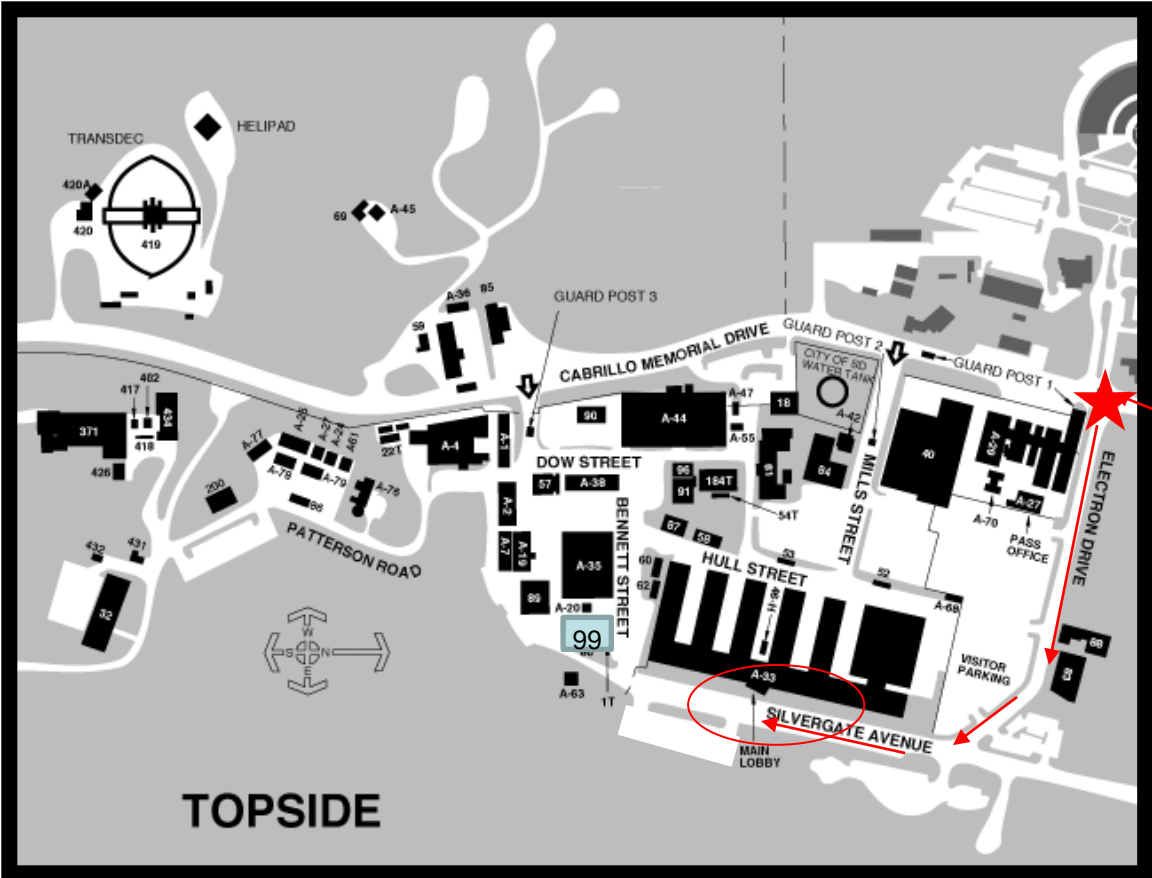 HELIPAD
TRANSDEC
420A
420
419
69
A-45
A-36
85
59
GUARD POST 3
CABRILLO MEMORIAL DRIVE
GUARD POST 2
CITY OF SD
WATER TANK
GUARD POST 1
417
402
434
371
418
426
A-77
A-26
A-27
A-24
A61
A-78
A-79
A-76
86
200
22T
A-4
A-1
90
A-44
A-47
A-55
18
A-42
81
84
40
A-29
A-27
A-70
PASS
OFFICE
ELECTRON DRIVE
DOW STREET
57
A-38
96
91
184T
54T
MILLS STREET
A-2
A-7
A-19
A-35
BENNETT STREET
87
58
53
52
HULL STREET
60
62
A-68
PATTERSON ROAD
432
431
32
89
A-20
99
A-63
1T
W
S
N
E
A-33
VISITOR
PARKING
88
SILVERGATE AVENUE
MAIN
LOBBY
TOPSIDE